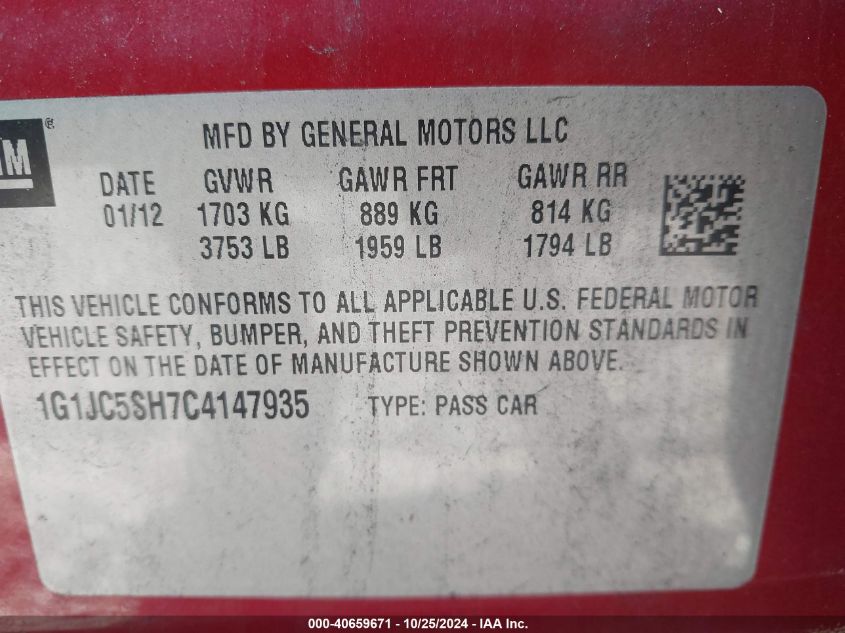 GM®
MFD BY GENERAL MOTORS LLC
DATE GVWR GAWR FRT GAWR RR
01/12 1703 KG 889 KG 814 KG
3753 LB 1959 LB 1794 LB
THIS VEHICLE CONFORMS TO ALL APPLICABLE U.S. FEDERAL MOTOR
VEHICLE SAFETY, BUMPER, AND THEFT PREVENTION STANDARDS IN
EFFECT ON THE DATE OF MANUFACTURE SHOWN ABOVE.
1G1JC5SH7C4147935 TYPE: PASS CAR
000-40659671 - 10/25/2024 - IAA Inc.